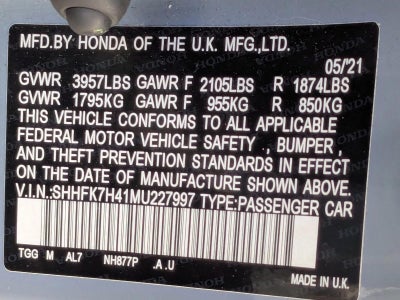 MFD.BY HONDA OF THE U.K. MFG.,LTD.
05/'21
GVWR 3957LBS GAWR F 2105LBS R 1874LBS
GVWR 1795KG GAWR F 955KG R 850KG
THIS VEHICLE CONFORMS TO ALL APPLICABLE
FEDERAL MOTOR VEHICLE SAFETY , BUMPER ,
AND THEFT PREVENTION STANDARDS IN EFFECT
ON THE DATE OF MANUFACTURE SHOWN ABOVE.
V.I.N.:SHHFK7H41MU227997 TYPE:PASSENGER CAR
TGG M AL7 NH877P .A.U MADE IN U.K.